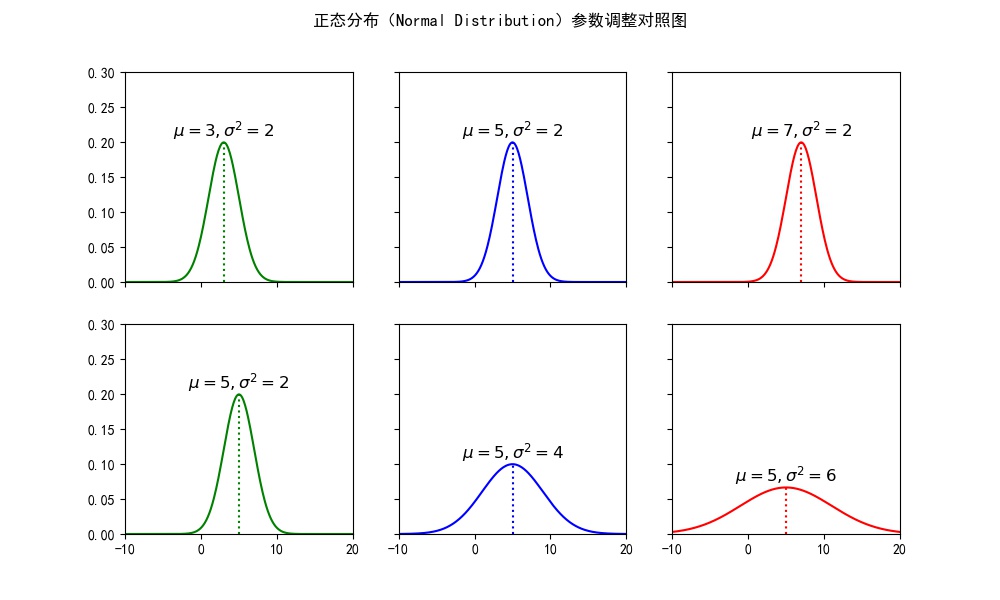 正态分布（Normal Distribution）参数调整对照图
0.30
0.25
0.20
0.15
0.10
0.05
0.00
μ = 3, σ² = 2
μ = 5, σ² = 2
μ = 7, σ² = 2
0.30
0.25
0.20
0.15
0.10
0.05
0.00
μ = 5, σ² = 2
μ = 5, σ² = 4
μ = 5, σ² = 6
−10 0 10 20
−10 0 10 20
−10 0 10 20